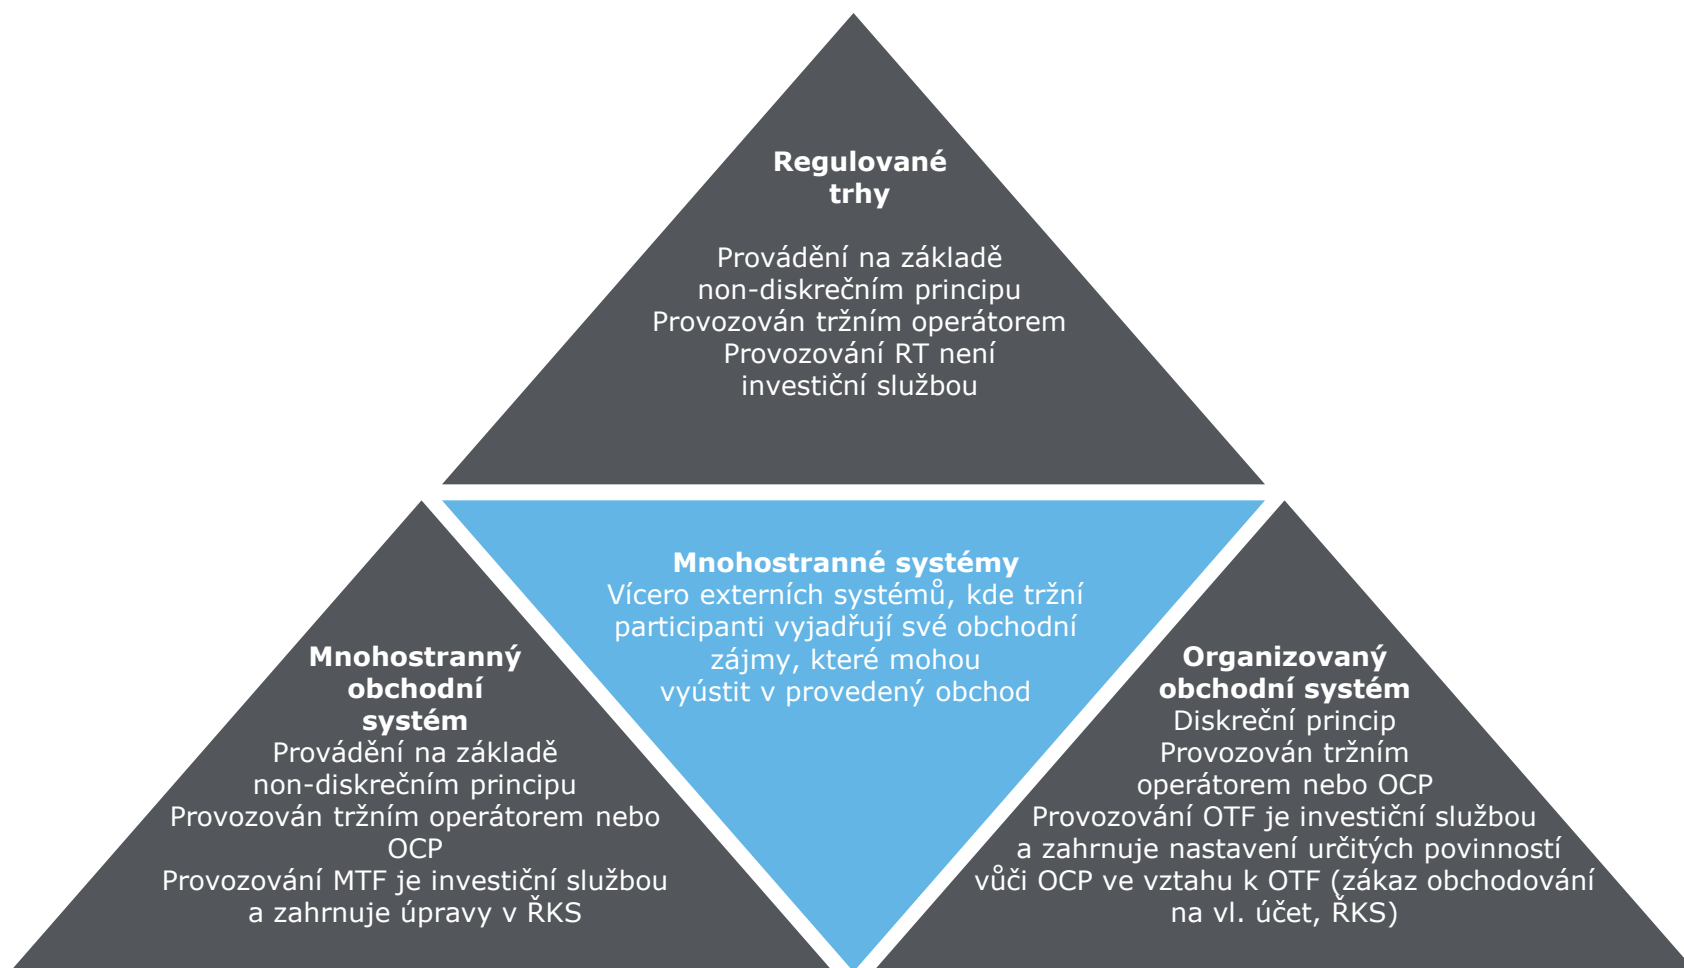 Regulované
trhy
Provádění na základě
non-diskrečním principu
Provozován tržním operátorem
Provozování RT není
investiční službou
Mnohostranné systémy
Vícero externích systémů, kde tržní
participanti vyjadřují své obchodní
zájmy, které mohou
vyústit v provedený obchod
Mnohostranný
obchodní
systém
Provádění na základě
non-diskrečním principu
Provozován tržním operátorem nebo
OCP
Provozování MTF je investiční službou
a zahrnuje úpravy v ŘKS
Organizovaný
obchodní systém
Diskreční princip
Provozován tržním
operátorem nebo OCP
Provozování OTF je investiční službou
a zahrnuje nastavení určitých povinností
vůči OCP ve vztahu k OTF (zákaz obchodování
na vl. účet, ŘKS)